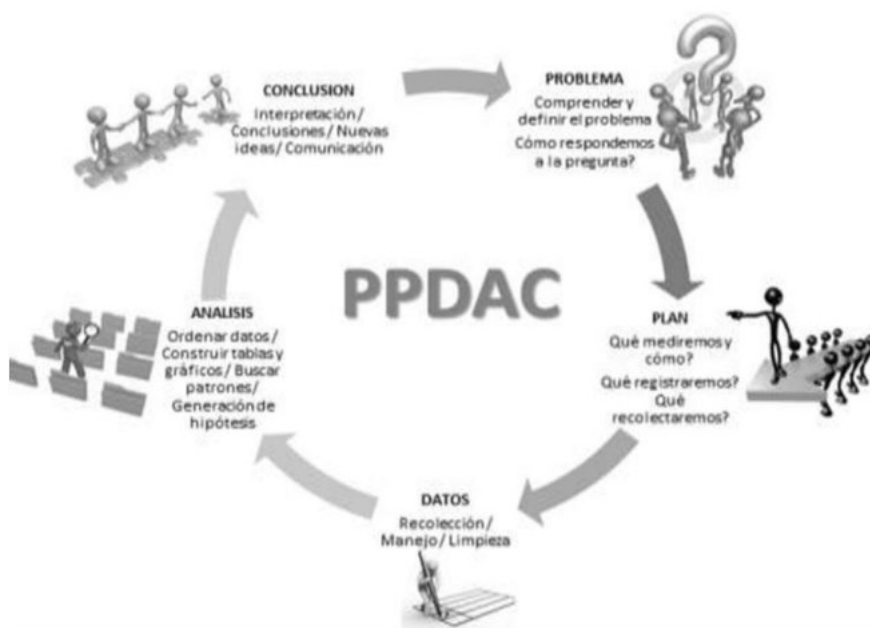 PPDAC
PROBLEMA
Comprender y
definir el problema
Cómo respondemos
a la pregunta?
PLAN
Qué mediremos y
cómo?
Qué registraremos?
Qué
recolectaremos?
DATOS
Recolección /
Manejo / Limpieza
ANALISIS
Ordenar datos /
Construir tablas y
gráficos / Buscar
patrones /
Generación de
hipótesis
CONCLUSION
Interpretación /
Conclusiones / Nuevas
ideas / Comunicación